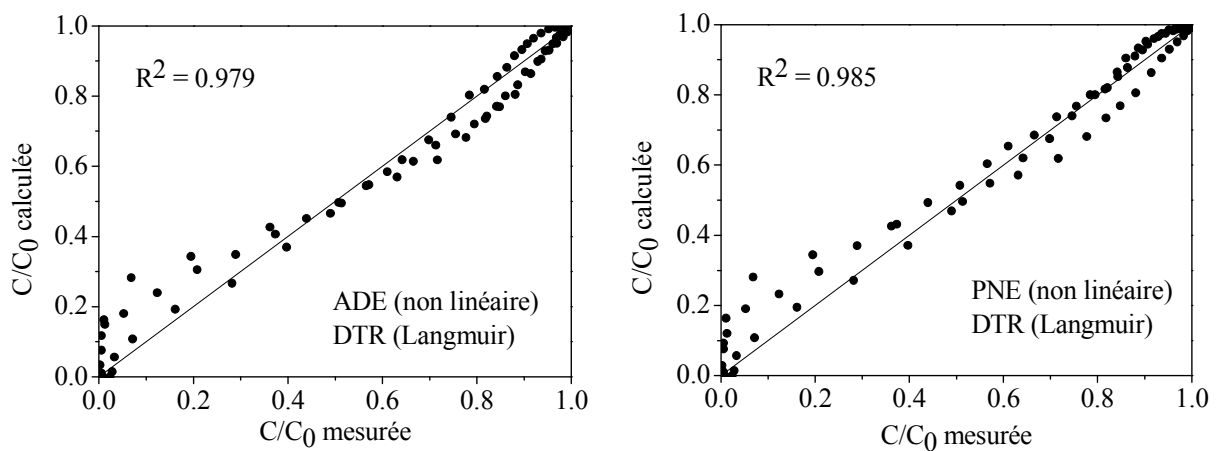 1.0
0.8
0.6
0.4
0.2
0.0
C/C0 calculée
R2 = 0.979
ADE (non linéaire)
DTR (Langmuir)
0.0 0.2 0.4 0.6 0.8 1.0
C/C0 mesurée
1.0
0.8
0.6
0.4
0.2
0.0
C/C0 calculée
R2 = 0.985
PNE (non linéaire)
DTR (Langmuir)
0.0 0.2 0.4 0.6 0.8 1.0
C/C0 mesurée